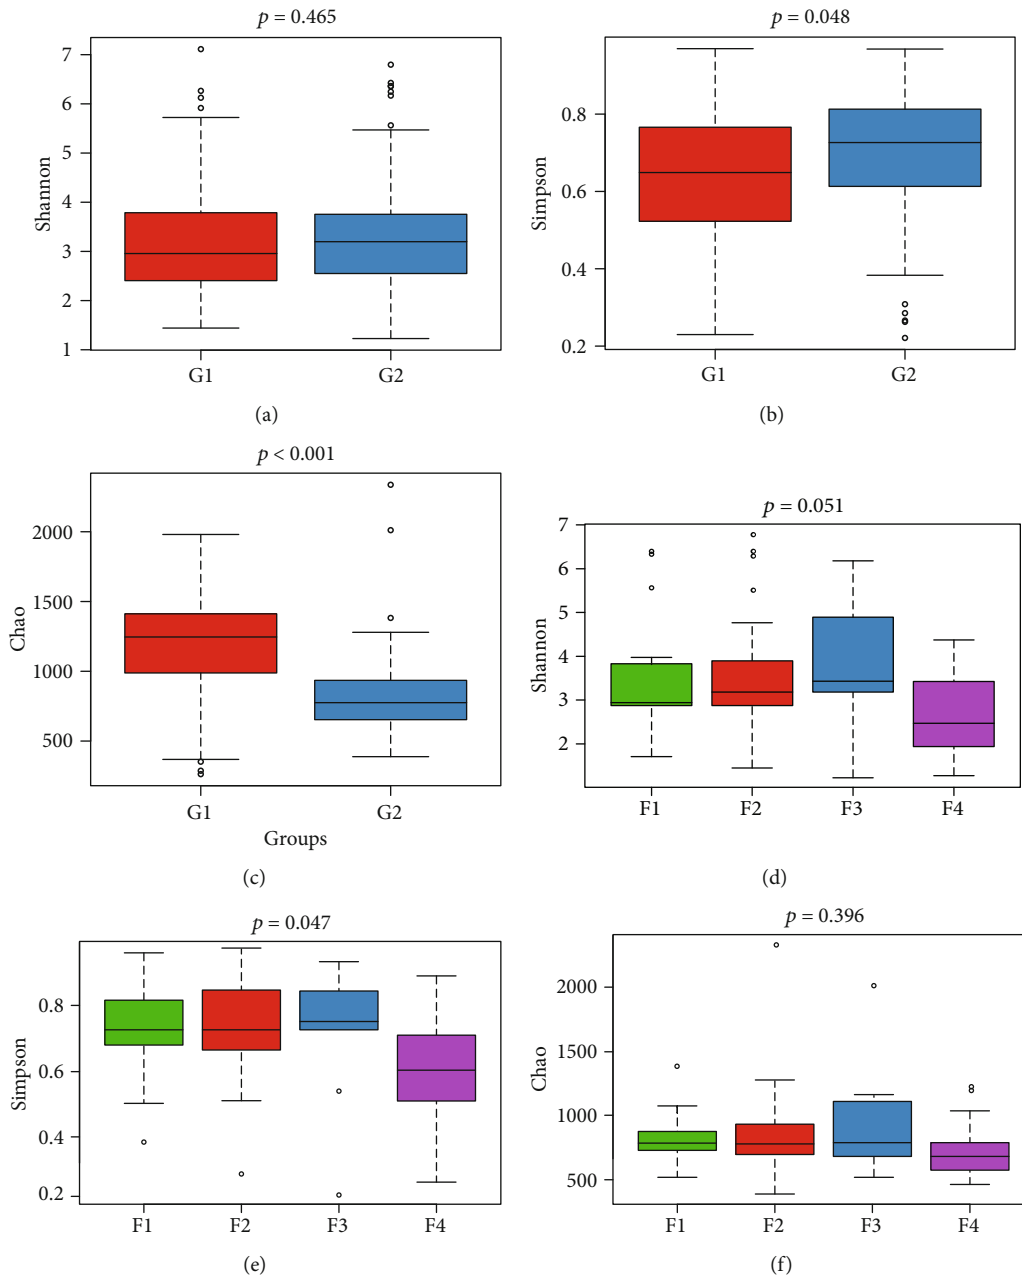 p = 0.465
7
6
5
4
3
2
1
Shannon
G1
G2
(a)
p = 0.048
0.8
0.6
0.4
0.2
Simpson
G1
G2
(b)
p < 0.001
2000
1500
1000
500
Chao
G1
G2
Groups
(c)
p = 0.051
7
6
5
4
3
2
Shannon
F1
F2
F3
F4
(d)
p = 0.047
0.8
0.6
0.4
0.2
Simpson
F1
F2
F3
F4
(e)
p = 0.396
2000
1500
1000
500
Chao
F1
F2
F3
F4
(f)